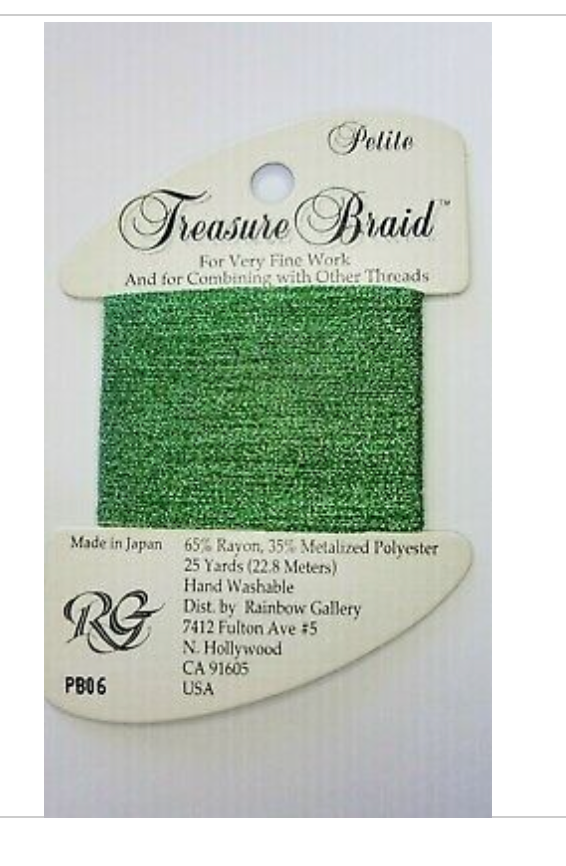 Petite
Treasure Braid™
For Very Fine Work
And for Combining with Other Threads
Made in Japan
65% Rayon, 35% Metalized Polyester
25 Yards (22.8 Meters)
Hand Washable
Dist. by Rainbow Gallery
7412 Fulton Ave #5
N. Hollywood
CA 91605
USA
RG
PB06